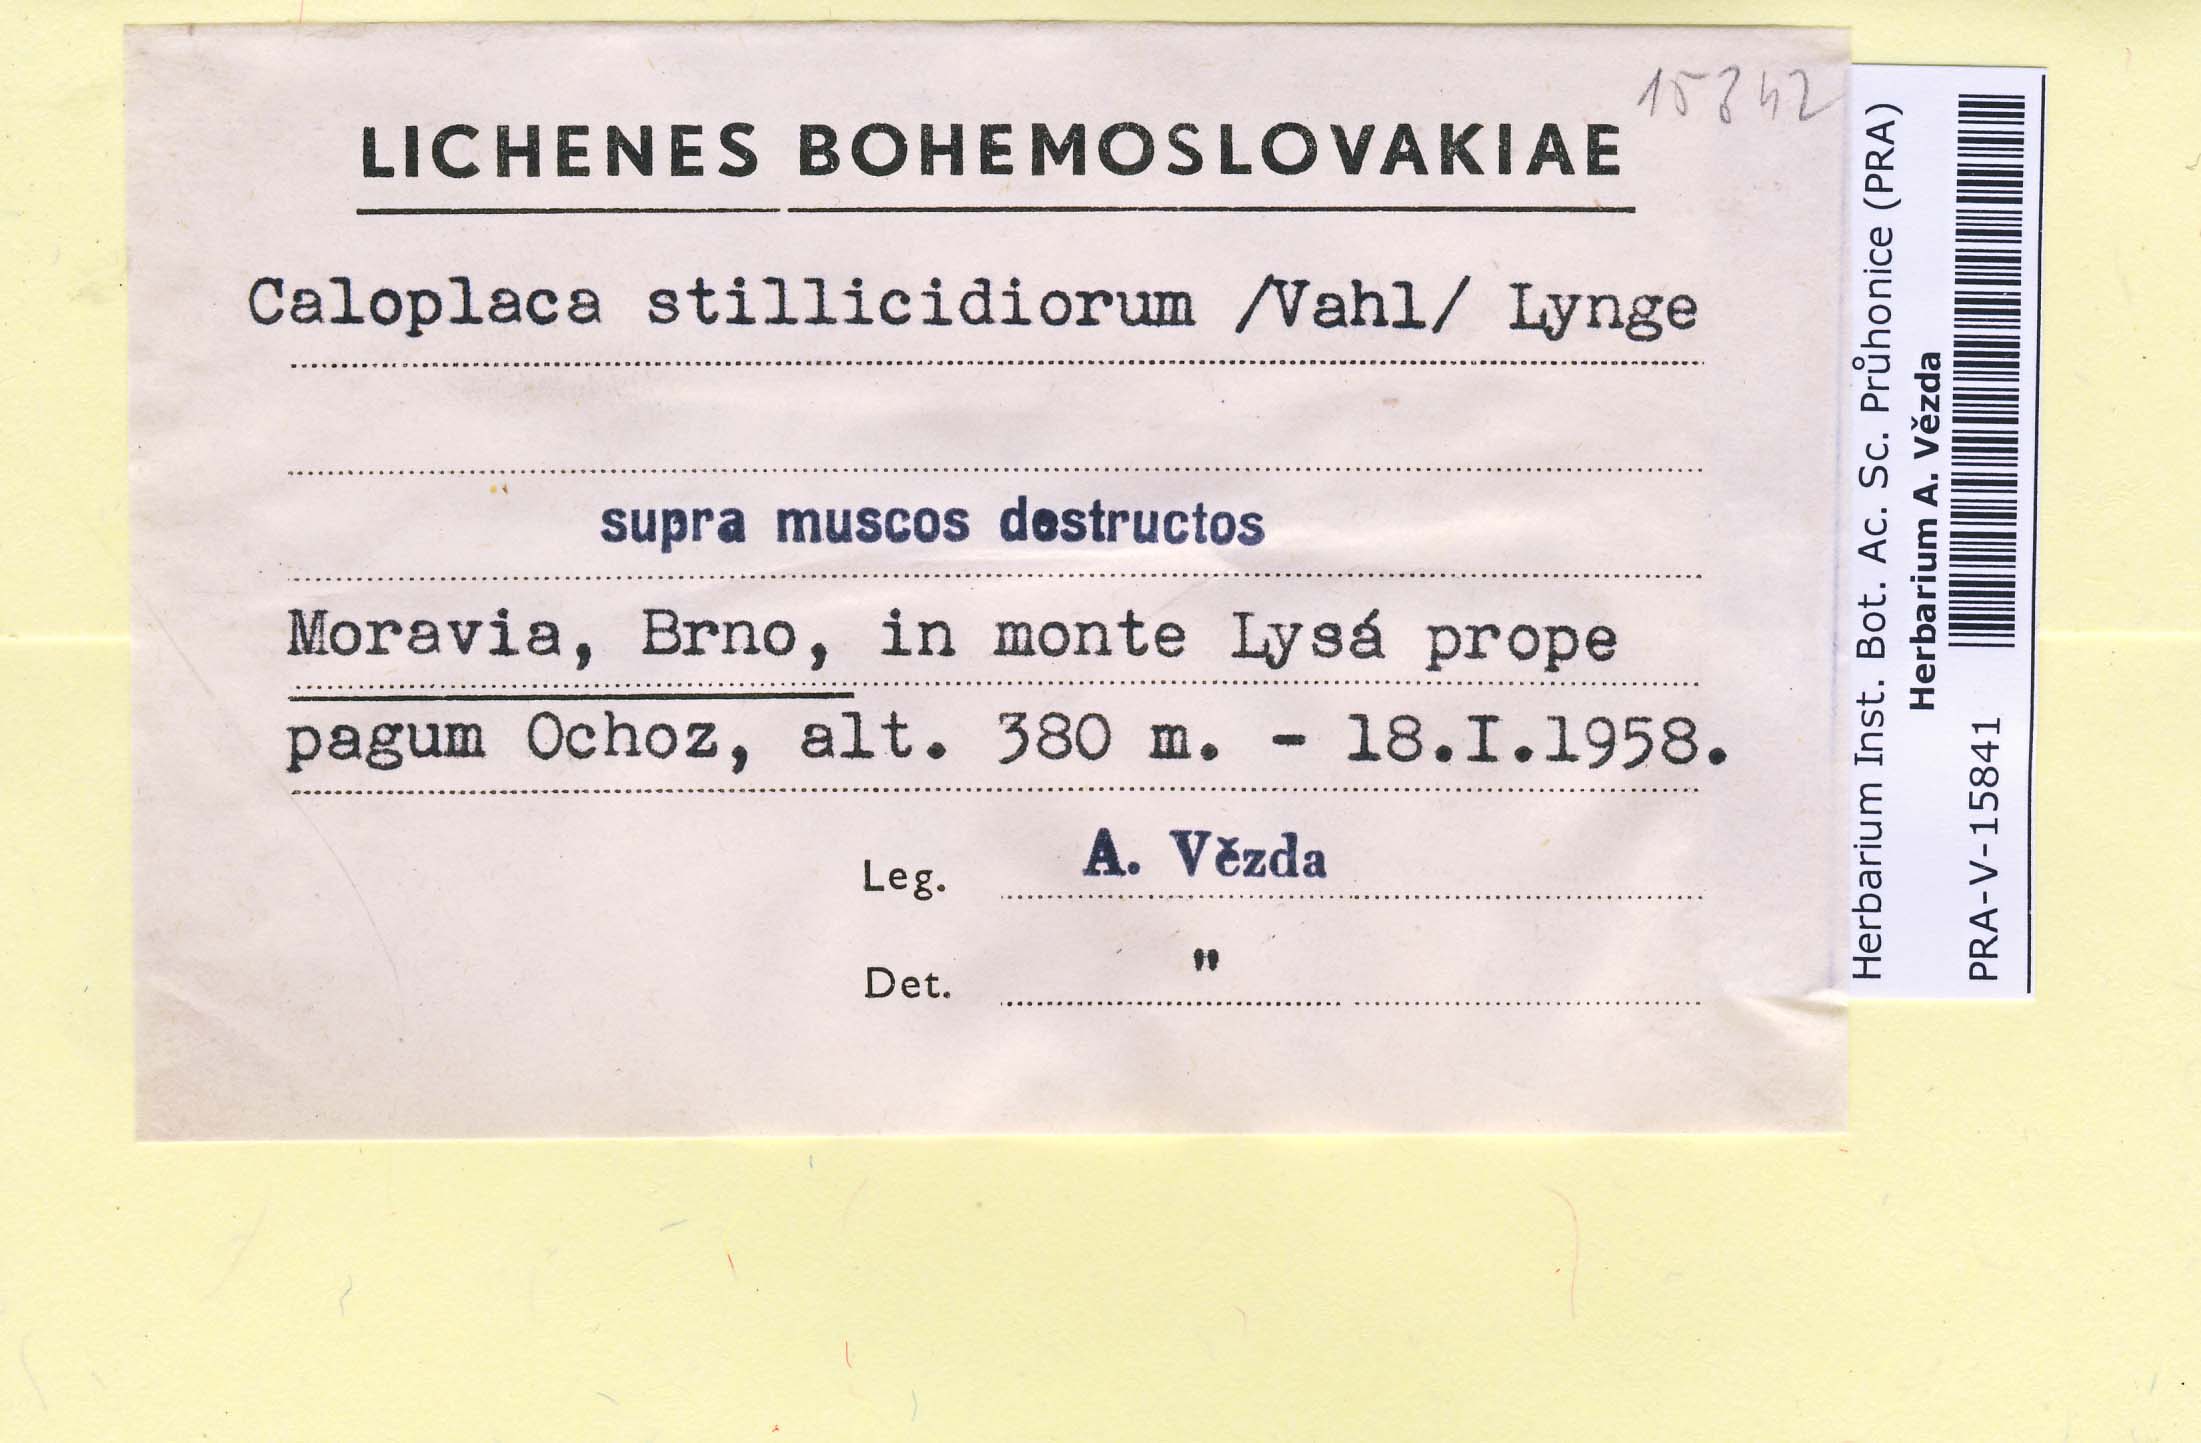 15842
LICHENES BOHEMOSLOVAKIAE
Caloplaca stillicidiorum /Vahl/ Lynge
supra muscos destructos
Moravia, Brno, in monte Lysá prope
pagum Ochoz, alt. 380 m. - 18.I.1958.
Leg. A. Vězda
Det. "
Herbarium Inst. Bot. Ac. Sc. Průhonice (PRA)
Herbarium A. Vězda
PRA-V-15841